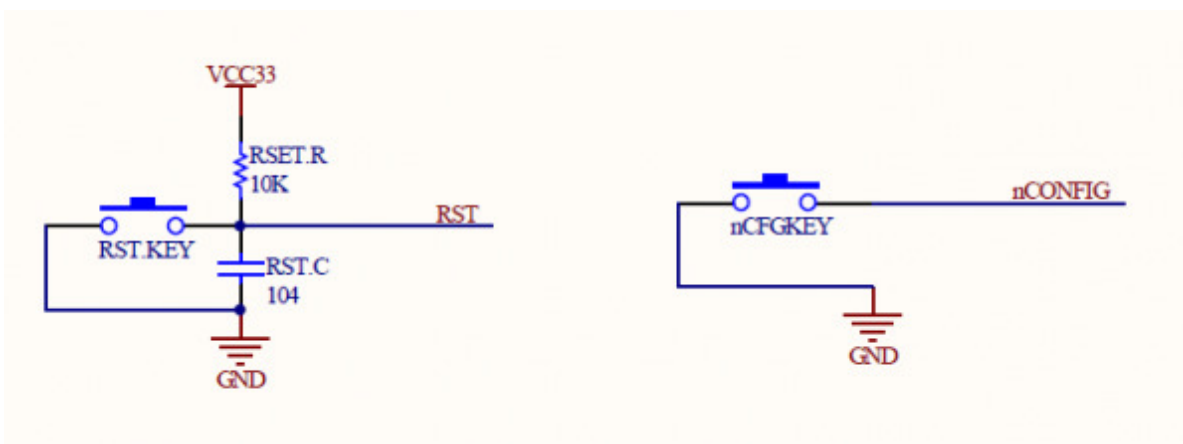 VCC33
RSET.R
10K
RST
RST.KEY
RST.C
104
GND
nCONFIG
nCFGKEY
GND